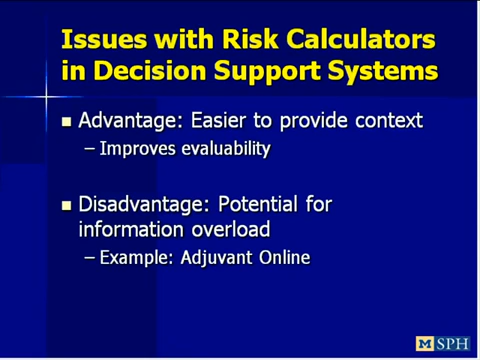 Issues with Risk Calculators
in Decision Support Systems
Advantage: Easier to provide context
– Improves evaluability
Disadvantage: Potential for
information overload
– Example: Adjuvant Online
M SPH